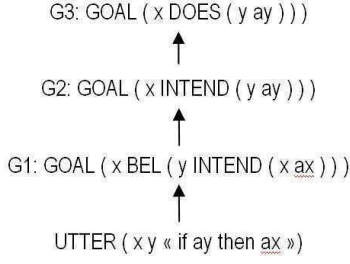 G3: GOAL ( x DOES ( y ay ) ) )
G2: GOAL ( x INTEND ( y ay ) ) )
G1: GOAL ( x BEL ( y INTEND ( x ax ) ) )
UTTER ( x y « if ay then ax »)